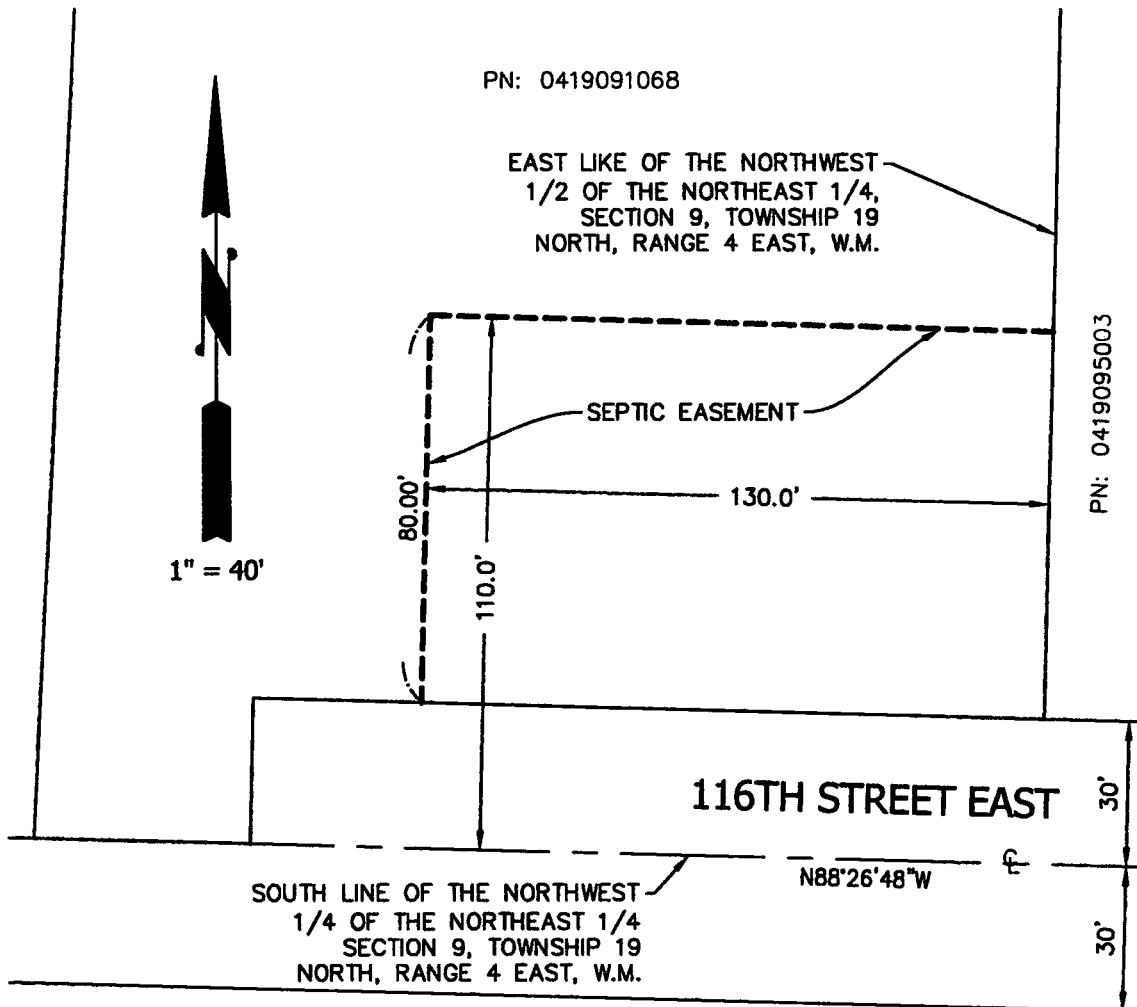 PN: 0419091068
EAST LIKE OF THE NORTHWEST
1/2 OF THE NORTHEAST 1/4,
SECTION 9, TOWNSHIP 19
NORTH, RANGE 4 EAST, W.M.
N
PN: 0419095003
SEPTIC EASEMENT
80.00'
130.0'
110.0'
1" = 40'
116TH STREET EAST
30'
N88°26'48"W
℄
SOUTH LINE OF THE NORTHWEST
1/4 OF THE NORTHEAST 1/4
SECTION 9, TOWNSHIP 19
NORTH, RANGE 4 EAST, W.M.
30'